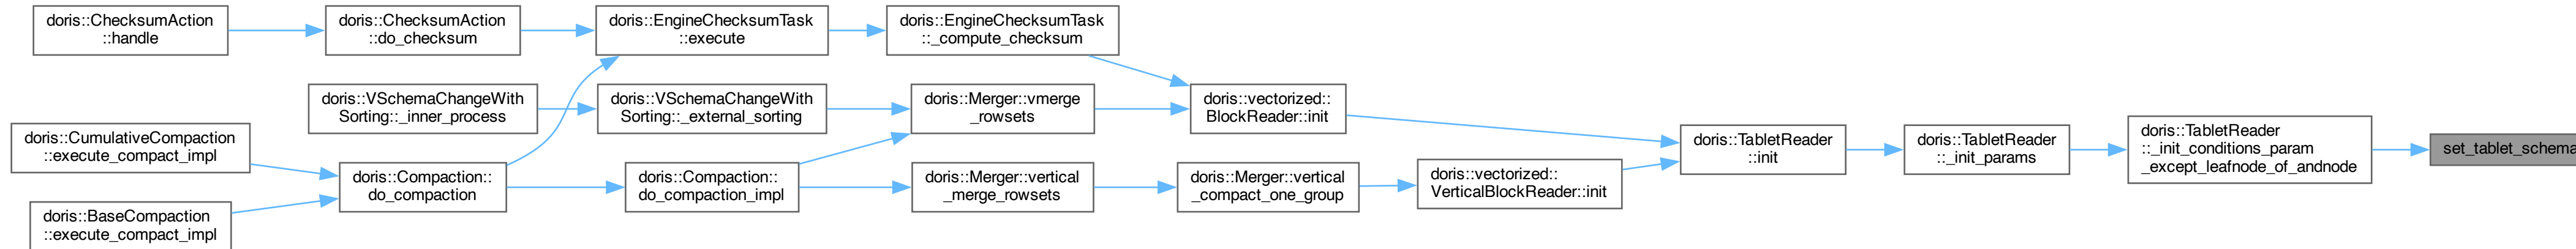 doris::ChecksumAction
::handle
doris::ChecksumAction
::do_checksum
doris::EngineChecksumTask
::execute
doris::EngineChecksumTask
::_compute_checksum
doris::VSchemaChangeWith
Sorting::_inner_process
doris::VSchemaChangeWith
Sorting::_external_sorting
doris::Merger::vmerge
_rowsets
doris::vectorized::
BlockReader::init
doris::CumulativeCompaction
::execute_compact_impl
doris::BaseCompaction
::execute_compact_impl
doris::Compaction::
do_compaction
doris::Compaction::
do_compaction_impl
doris::Merger::vertical
_merge_rowsets
doris::Merger::vertical
_compact_one_group
doris::vectorized::
VerticalBlockReader::init
doris::TabletReader
::init
doris::TabletReader
::_init_params
doris::TabletReader
::_init_conditions_param
_except_leafnode_of_andnode
set_tablet_schema